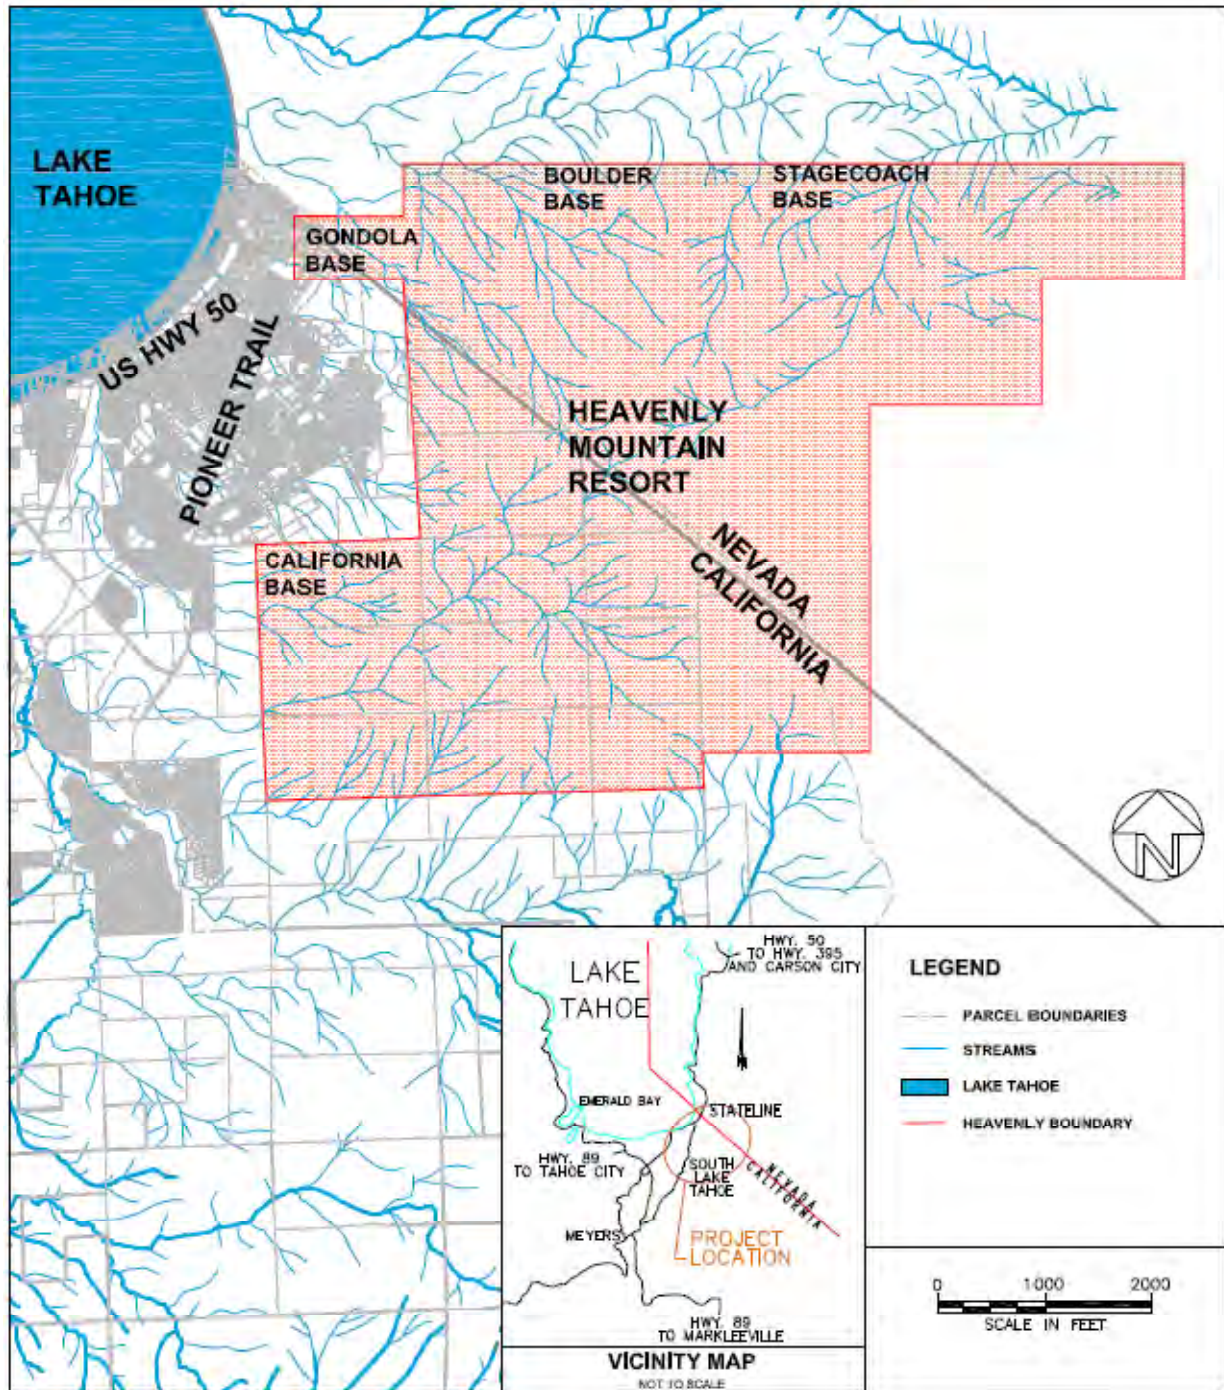 LAKE
TAHOE
BOULDER
BASE
STAGECOACH
BASE
GONDOLA
BASE
US HWY 50
PIONEER TRAIL
HEAVENLY
MOUNTAIN
RESORT
NEVADA
CALIFORNIA
CALIFORNIA
BASE
N
LAKE
TAHOE
HWY. 50
TO HWY. 395
AND CARSON CITY
EMERALD BAY
STATELINE
HWY. 89
TO TAHOE CITY
SOUTH
LAKE
TAHOE
NEVADA
CALIFORNIA
MEYERS
PROJECT
LOCATION
HWY. 89
TO MARKLEEVILLE
VICINITY MAP
NOT TO SCALE
LEGEND
PARCEL BOUNDARIES
STREAMS
LAKE TAHOE
HEAVENLY BOUNDARY
0 1000 2000
SCALE IN FEET